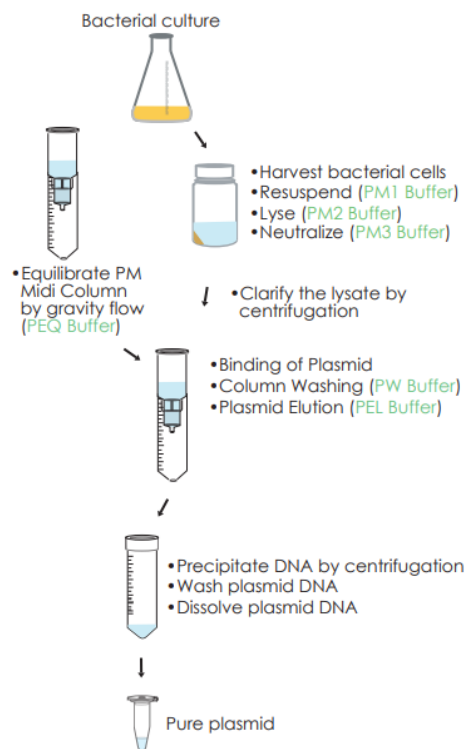 Bacterial culture
•Harvest bacterial cells
•Resuspend (PM1 Buffer)
•Lyse (PM2 Buffer)
•Neutralize (PM3 Buffer)
•Equilibrate PM
Midi Column
by gravity flow
(PEQ Buffer)
•Clarify the lysate by
centrifugation
•Binding of Plasmid
•Column Washing (PW Buffer)
•Plasmid Elution (PEL Buffer)
•Precipitate DNA by centrifugation
•Wash plasmid DNA
•Dissolve plasmid DNA
Pure plasmid